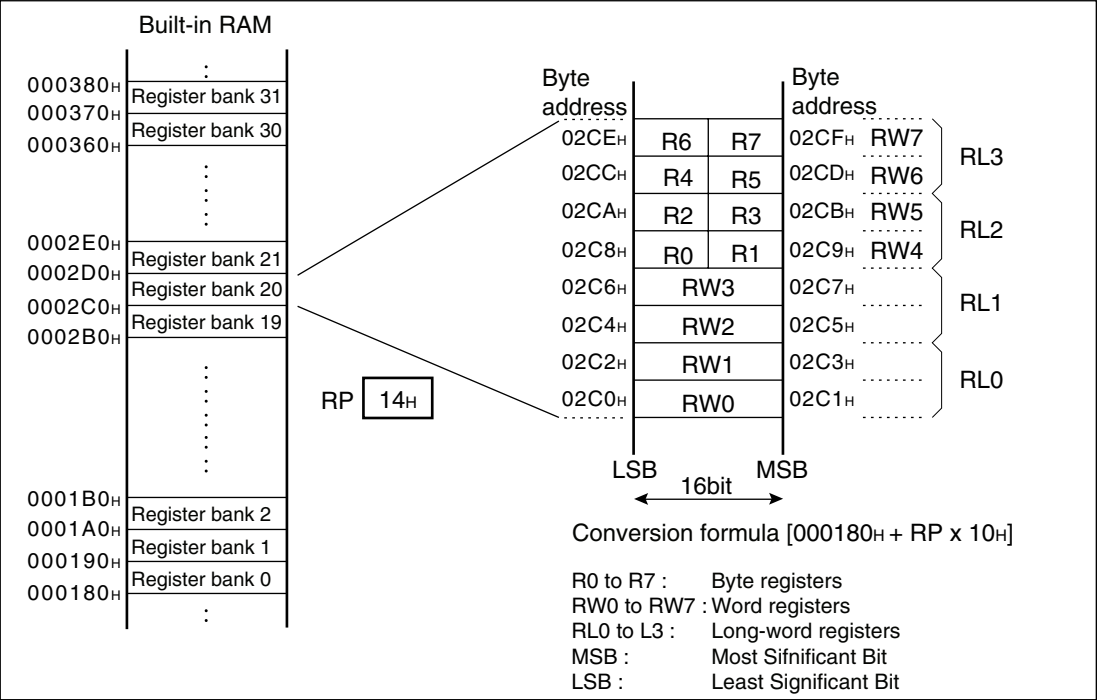 Built-in RAM
000380H
Register bank 31
000370H
Register bank 30
000360H
0002E0H
Register bank 21
0002D0H
Register bank 20
0002C0H
Register bank 19
0002B0H
RP 14H
0001B0H
Register bank 2
0001A0H
Register bank 1
000190H
Register bank 0
000180H
Byte address
Byte address
02CEH R6 R7 02CFH RW7
RL3
02CCH R4 R5 02CDH RW6
02CAH R2 R3 02CBH RW5
RL2
02C8H R0 R1 02C9H RW4
02C6H RW3 02C7H
RL1
02C4H RW2 02C5H
02C2H RW1 02C3H
RL0
02C0H RW0 02C1H
LSB MSB
16bit
Conversion formula [000180H + RP x 10H]
R0 to R7 : Byte registers
RW0 to RW7 : Word registers
RL0 to L3 : Long-word registers
MSB : Most Sifnificant Bit
LSB : Least Significant Bit